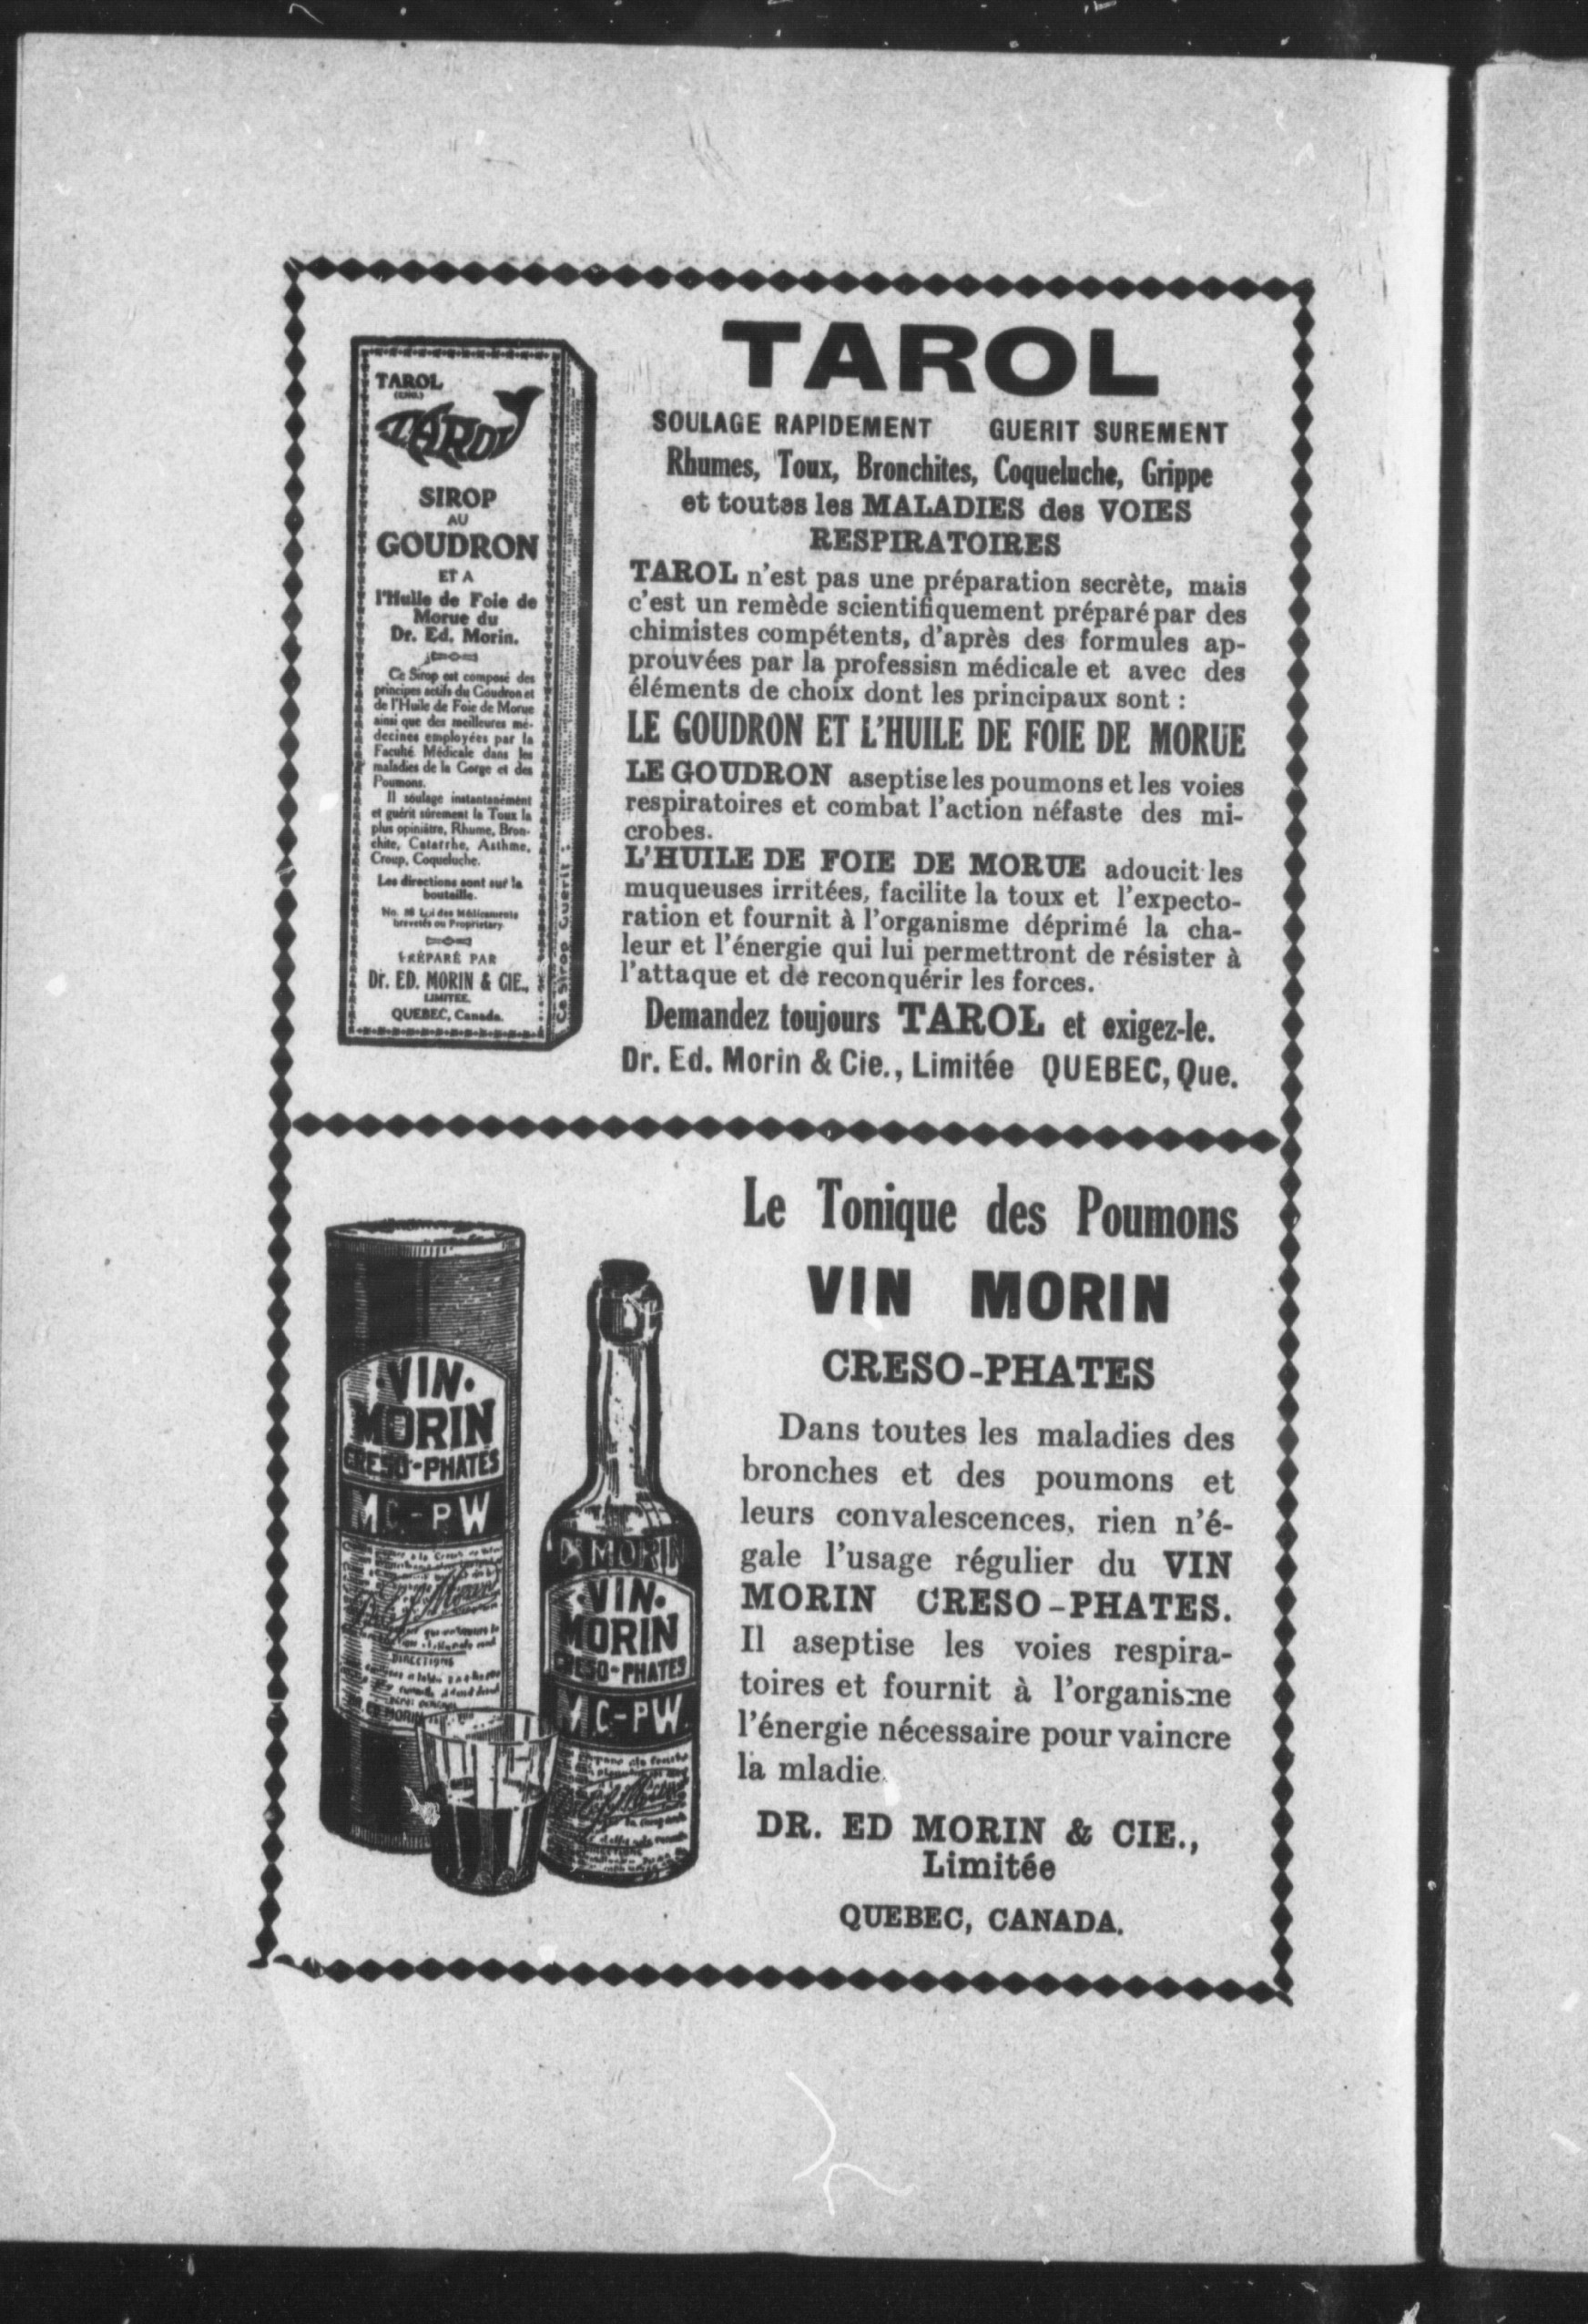 TAROL
SOULAGE RAPIDEMENT GUERIT SUREMENT
Rhumes, Toux, Bronchites, Coqueluche, Grippe
et toutes les MALADIES des VOIES
RESPIRATOIRES
TAROL n'est pas une préparation secrète, mais
c'est un remède scientifiquement préparé par des
chimistes compétents, d'après des formules ap-
prouvées par la professisn médicale et avec des
éléments de choix dont les principaux sont :
LE GOUDRON ET L'HUILE DE FOIE DE MORUE
LE GOUDRON aseptise les poumons et les voies
respiratoires et combat l'action néfaste des mi-
crobes.
L'HUILE DE FOIE DE MORUE adoucit les
muqueuses irritées, facilite la toux et l'expecto-
ration et fournit à l'organisme déprimé la cha-
leur et l'énergie qui lui permettront de résister à
l'attaque et de reconquérir les forces.
Demandez toujours TAROL et exigez-le.
Dr. Ed. Morin & Cie., Limitée QUEBEC, Que.
TAROL
TAROL
SIROP
AU
GOUDRON
ET A
l'Huile de Foie de
Morue du
Dr. Ed. Morin.
Ce Sirop est composé des
principes actifs du Goudron et
de l'Huile de Foie de Morue
ainsi que des meilleures mé-
decines employées par la
Faculté Médicale dans les
maladies de la Gorge et des
Poumons.
Il soulage instantanément
et guérit sûrement la Toux la
plus opiniâtre, Rhume, Bron-
chite, Catarrhe, Asthme,
Croup, Coqueluche.
Les directions sont sur la
bouteille.
Loi des Médicaments
brevetés ou Proprietary
PRÉPARÉ PAR
Dr. ED. MORIN & CIE.,
LIMITEE.
QUEBEC, Canada.
Ce Sirop Guérit
Le Tonique des Poumons
VIN MORIN
CRESO-PHATES
Dans toutes les maladies des
bronches et des poumons et
leurs convalescences, rien n'é-
gale l'usage régulier du VIN
MORIN CRESO-PHATES.
Il aseptise les voies respira-
toires et fournit à l'organisme
l'énergie nécessaire pour vaincre
la mladie.
DR. ED MORIN & CIE.,
Limitée
QUEBEC, CANADA.
VIN
MORIN
CRESO-PHATES
MC-PW
DIRECTIONS
MORIN
MORIN
VIN
MORIN
CRESO-PHATES
MC-PW